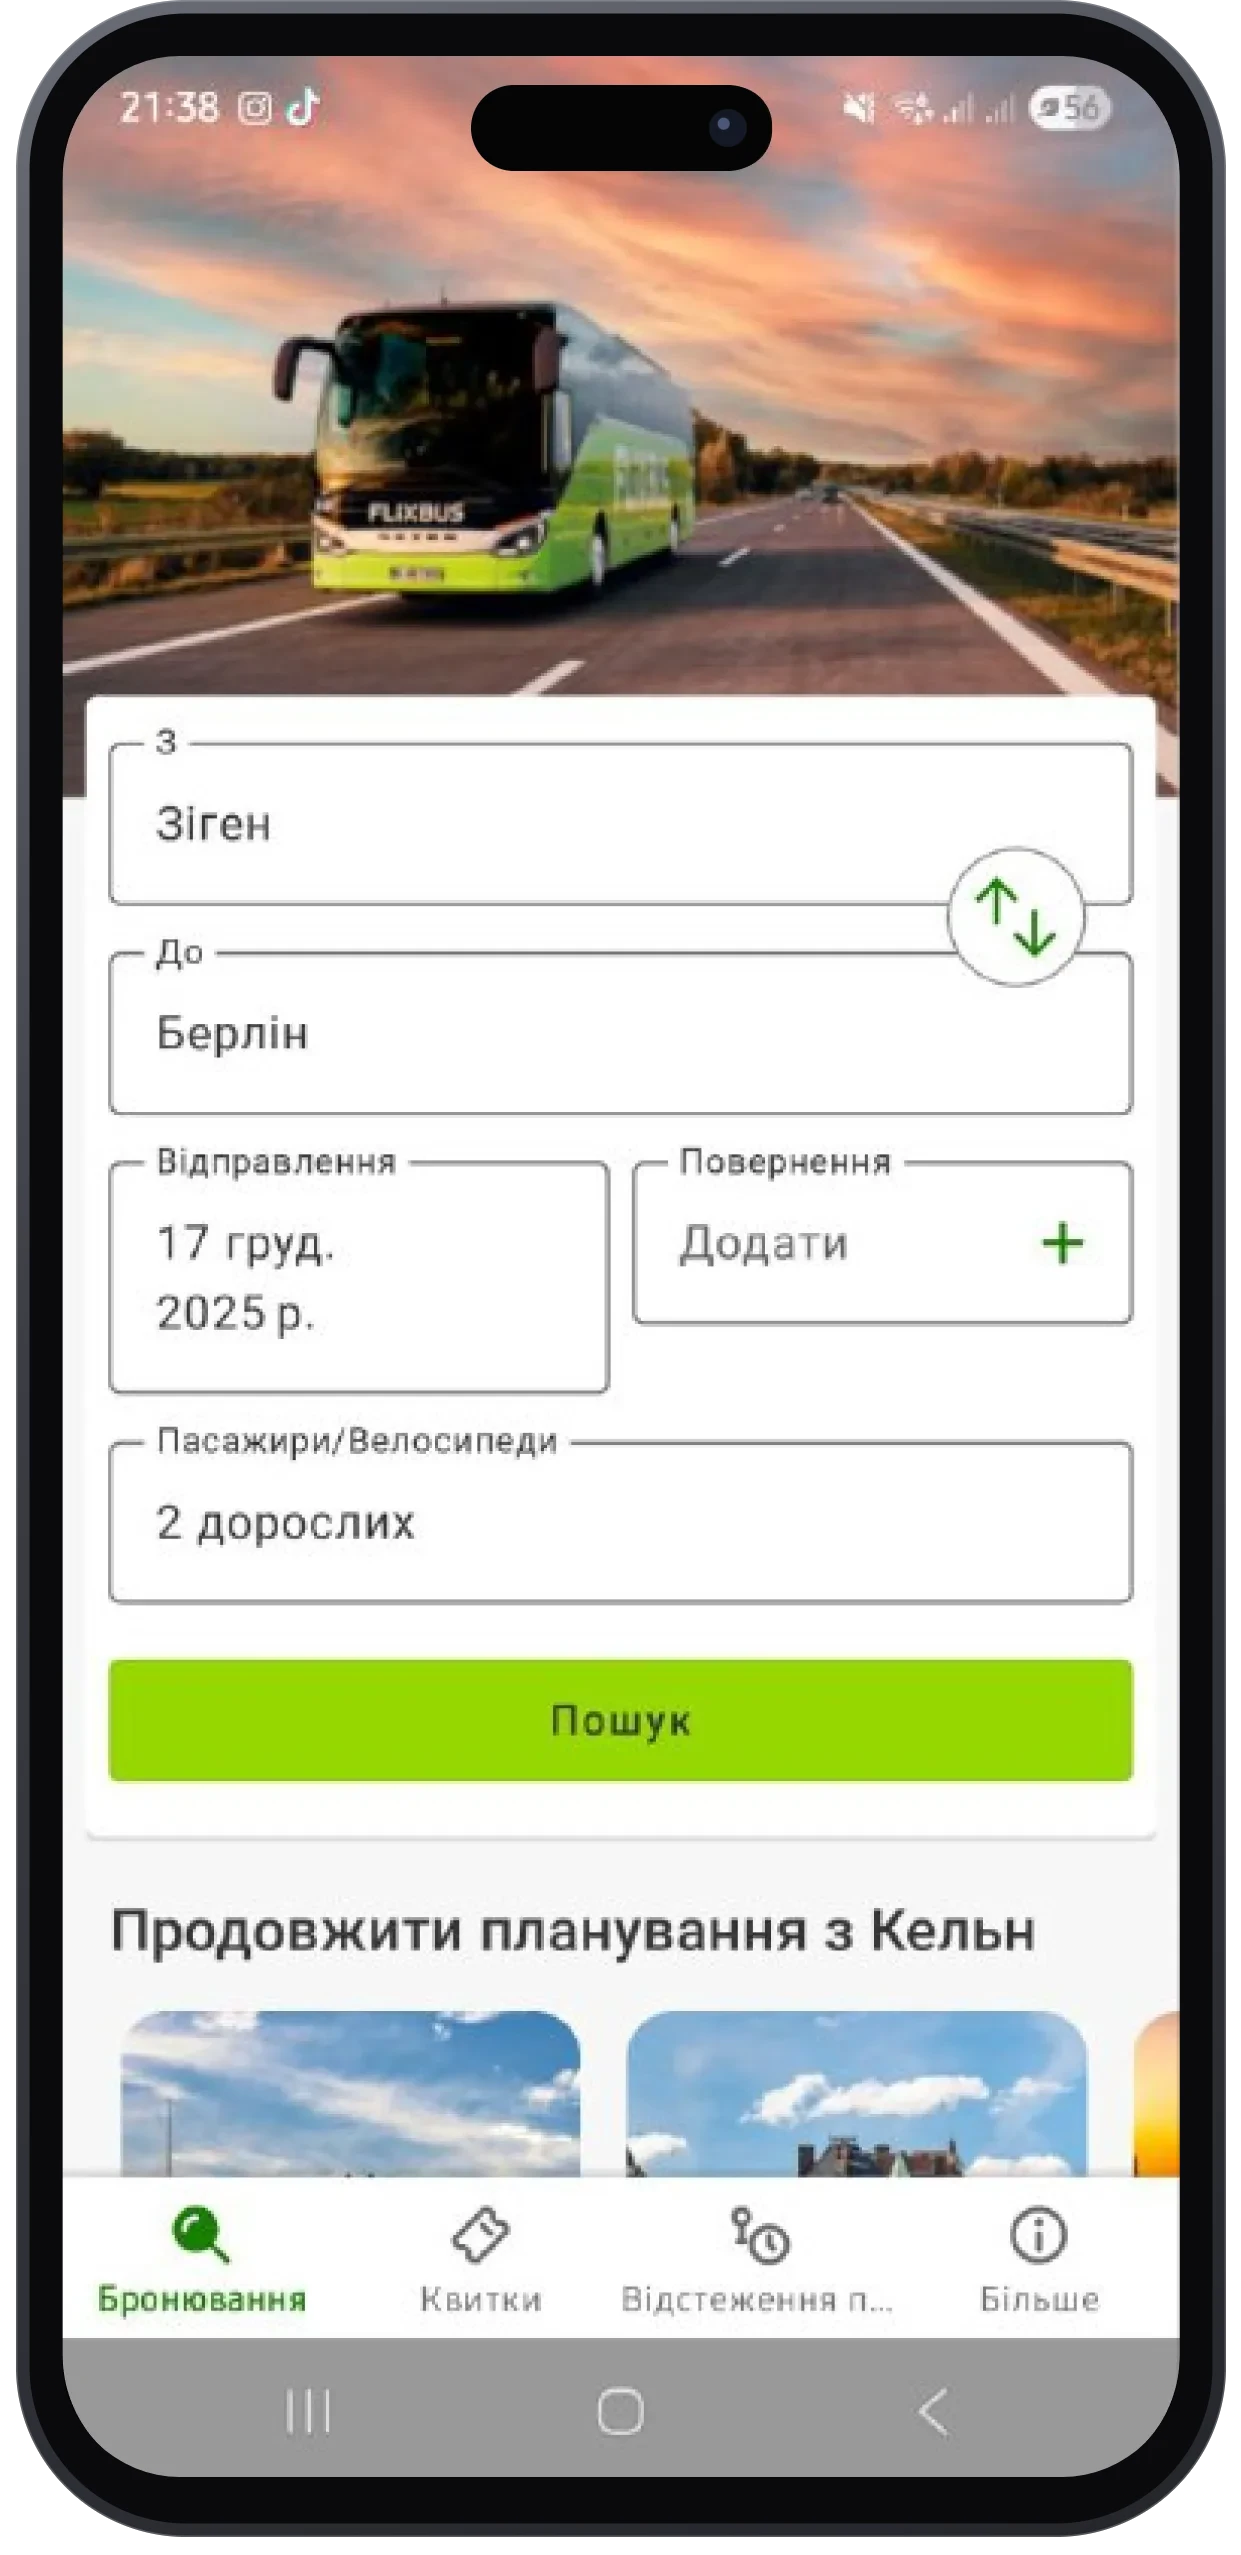 21:38
56
FLIXBUS
З
Зіген
До
Берлін
Відправлення
17 груд.
2025 р.
Повернення
Додати
Пасажири/Велосипеди
2 дорослих
Пошук
Продовжити планування з Кельн
Бронювання
Квитки
Відстеження п...
Більше